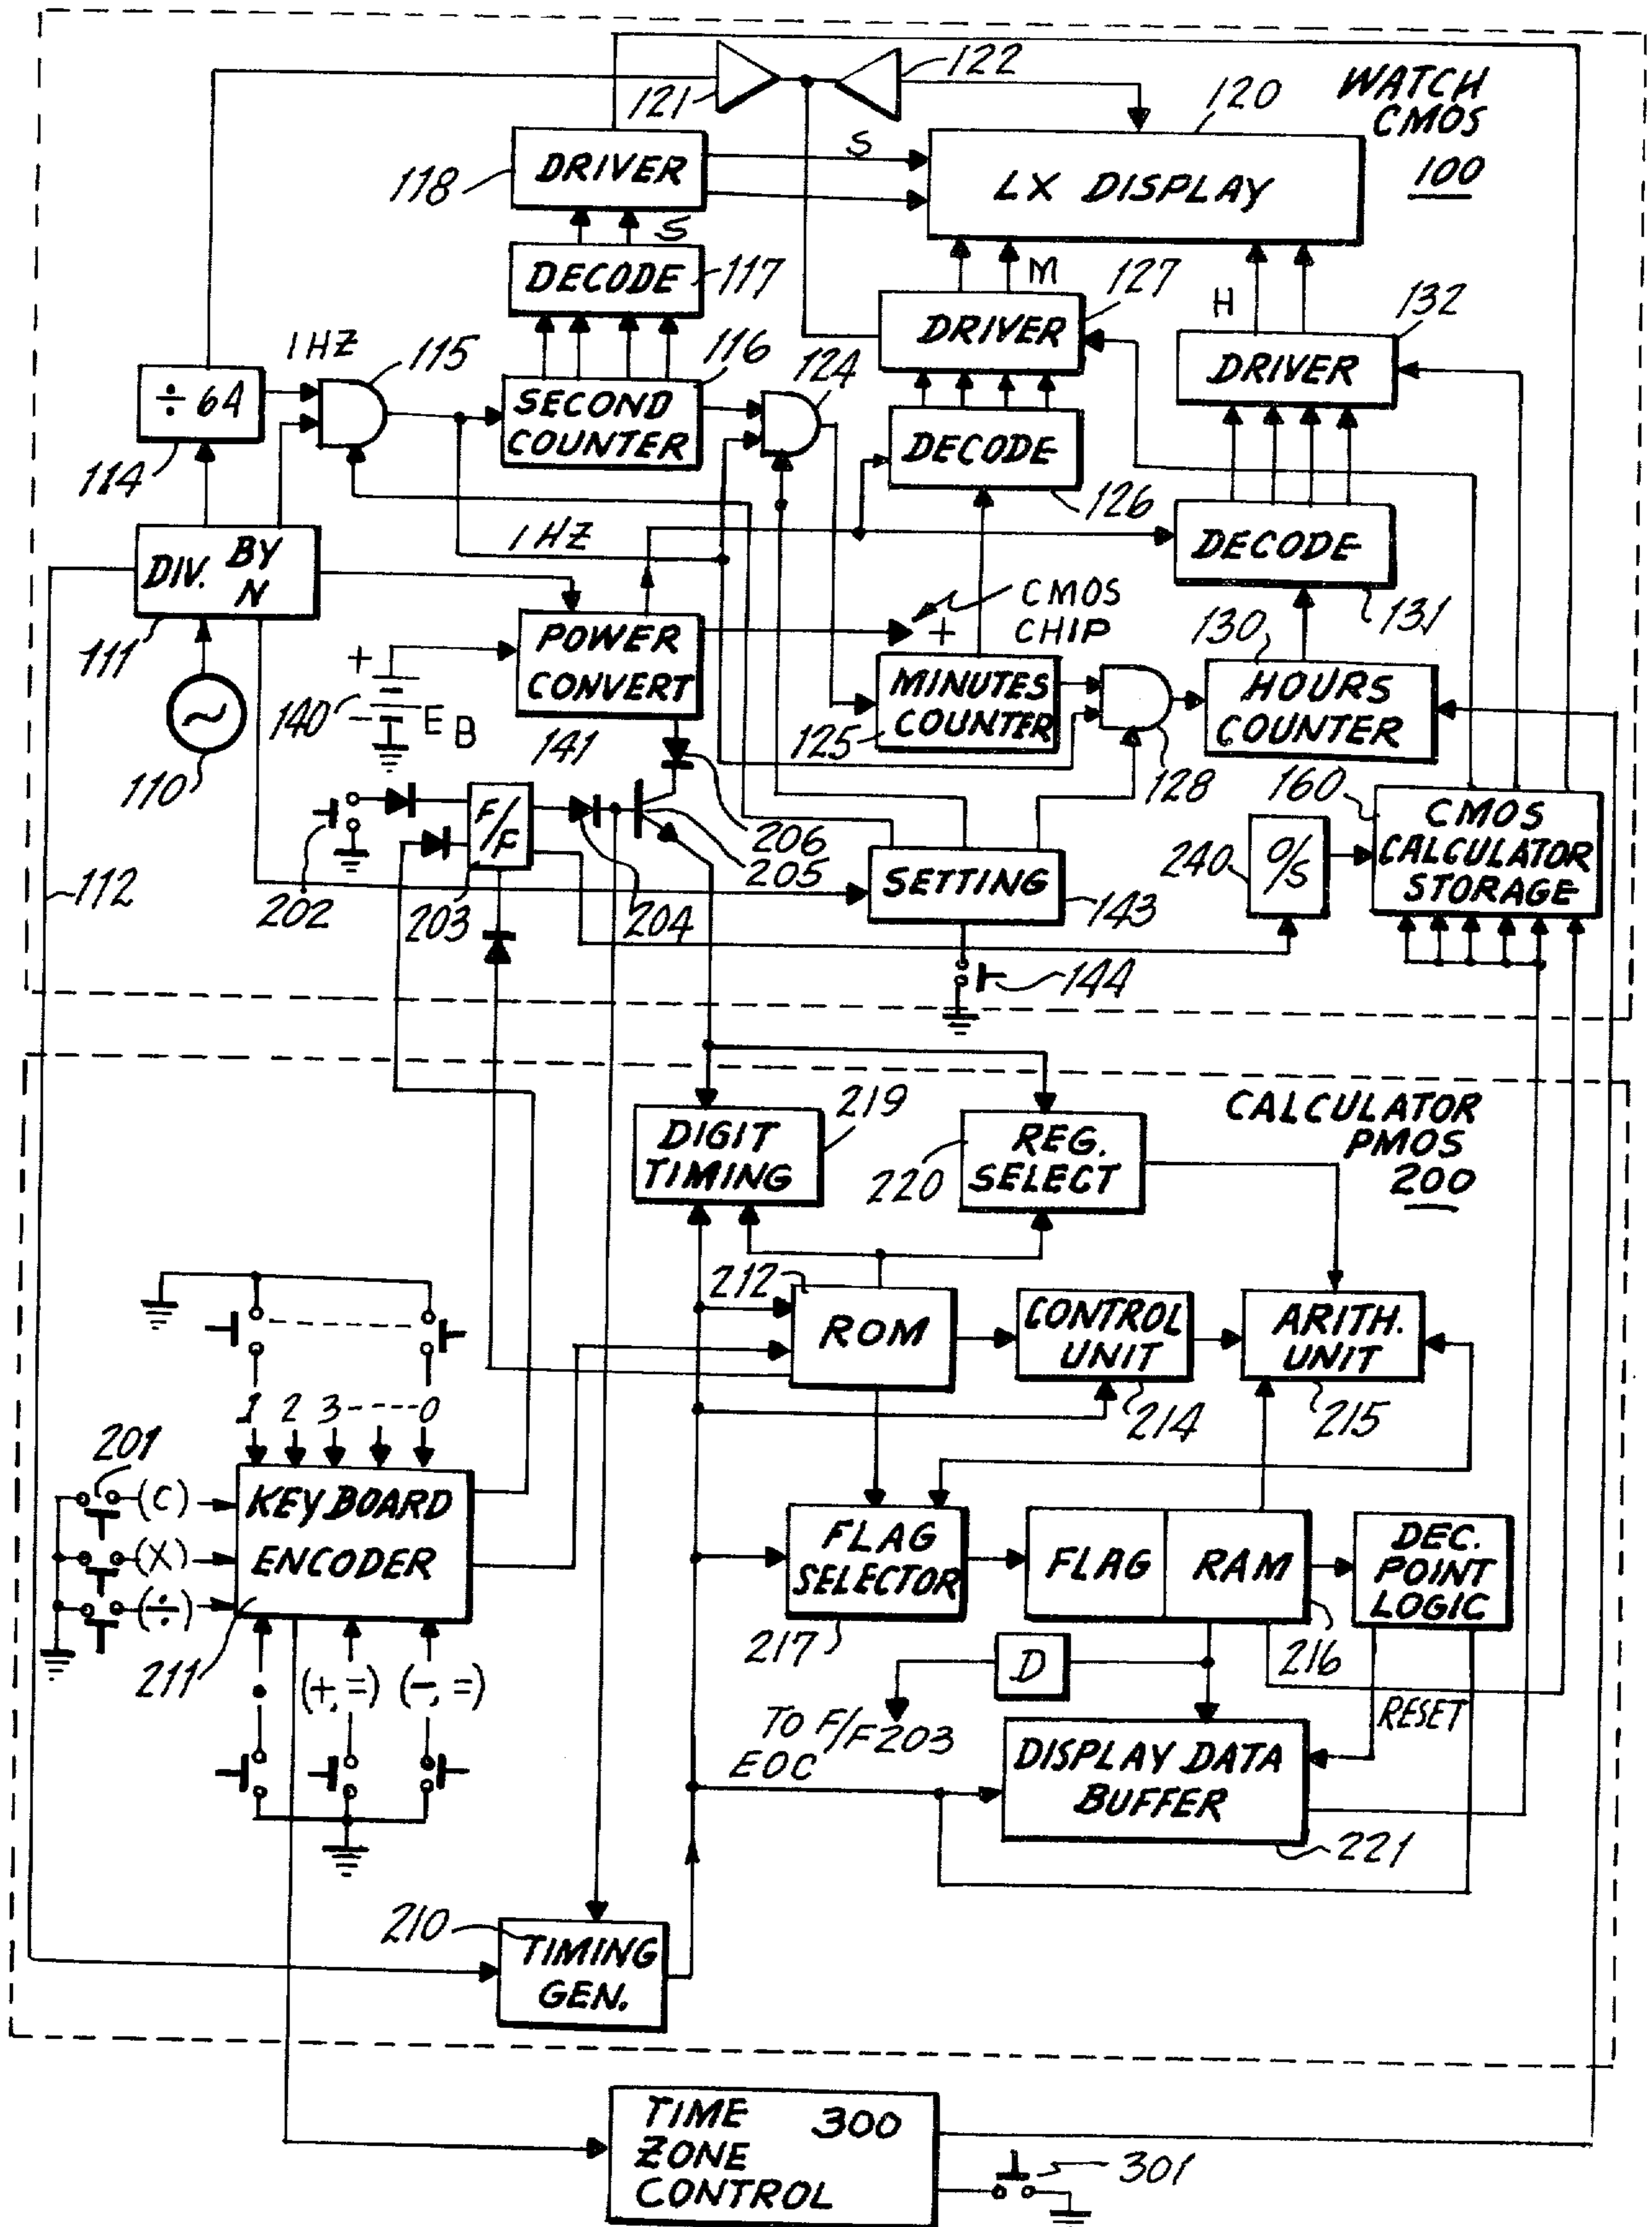 121
122
120
WATCH
CMOS
100
118
DRIVER
S
LX DISPLAY
S
DECODE
117
M
127
H
132
DRIVER
DRIVER
1 HZ
115
116
124
÷ 64
SECOND
COUNTER
114
DECODE
126
1 HZ
DECODE
131
DIV. BY
N
111
CMOS
CHIP
+
POWER
CONVERT
130
+
140
-
EB
141
MINUTES
COUNTER
125
HOURS
COUNTER
128
110
160
F/F
206
205
CMOS
CALCULATOR
STORAGE
240
O/S
112
202
203
204
SETTING
143
144
CALCULATOR
PMOS
200
219
DIGIT
TIMING
220
REG.
SELECT
212
ROM
CONTROL
UNIT
ARITH.
UNIT
214
215
1 2 3 ---- 0
201
(C)
(X)
(÷)
KEYBOARD
ENCODER
211
FLAG
SELECTOR
FLAG
RAM
DEC.
POINT
LOGIC
217
216
D
. (+, =) (-, =)
TO F/F203
EOC
RESET
DISPLAY DATA
BUFFER
221
210
TIMING
GEN.
TIME
ZONE
CONTROL
300
301